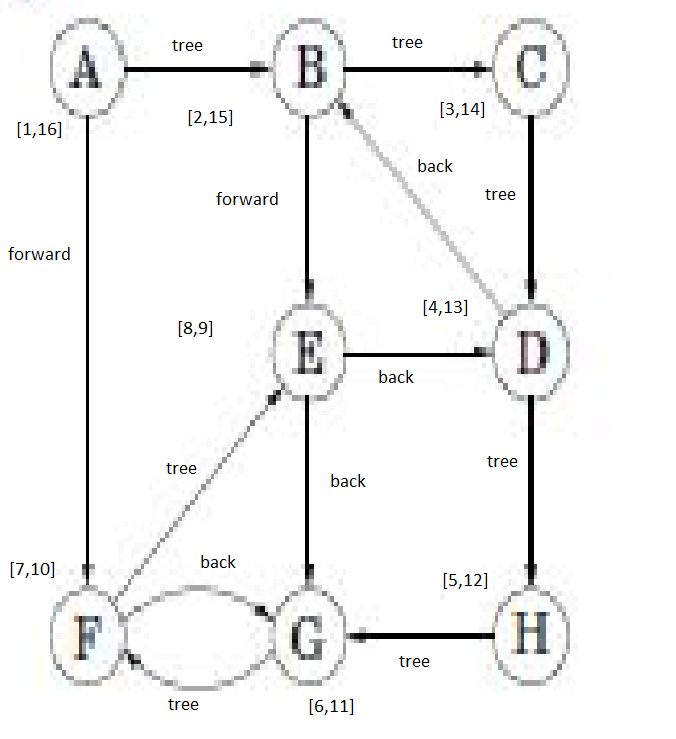 tree
tree
A
B
C
[1,16]
[2,15]
[3,14]
back
tree
forward
forward
[4,13]
[8,9]
E
D
back
tree
tree
back
[7,10]
back
[5,12]
F
G
H
tree
tree
[6,11]